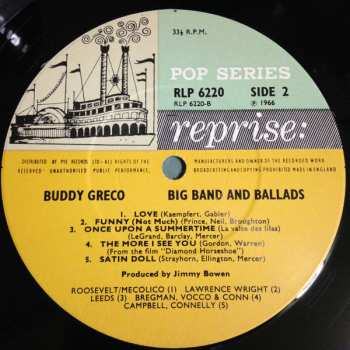 33⅓ R.P.M.
POP SERIES
RLP 6220 SIDE 2
RLP 6220-B ℗ 1966
reprise:
DISTRIBUTED BY PYE RECORDS LTD · ALL RIGHTS OF THE MANUFACTURERS AND OWNER OF THE RECORDED WORK
RESERVED · UNAUTHORISED PUBLIC PERFORMANCE, BROADCASTING AND COPYING PROHIBITED MADE IN ENGLAND
BUDDY GRECO BIG BAND AND BALLADS
1. LOVE (Kaempfert, Gabler)
2. FUNNY (Not Much) (Prince, Neil, Broughton)
3. ONCE UPON A SUMMERTIME (La valse des lilas)
(LeGrand, Barclay, Mercer)
4. THE MORE I SEE YOU (Gordon, Warren)
(From the film "Diamond Horseshoe")
5. SATIN DOLL (Strayhorn, Ellington, Mercer)
Produced by Jimmy Bowen
ROOSEVELT/MECOLICO (1) LAWRENCE WRIGHT (2)
LEEDS (3) BREGMAN, VOCCO & CONN (4)
CAMPBELL, CONNELLY (5)